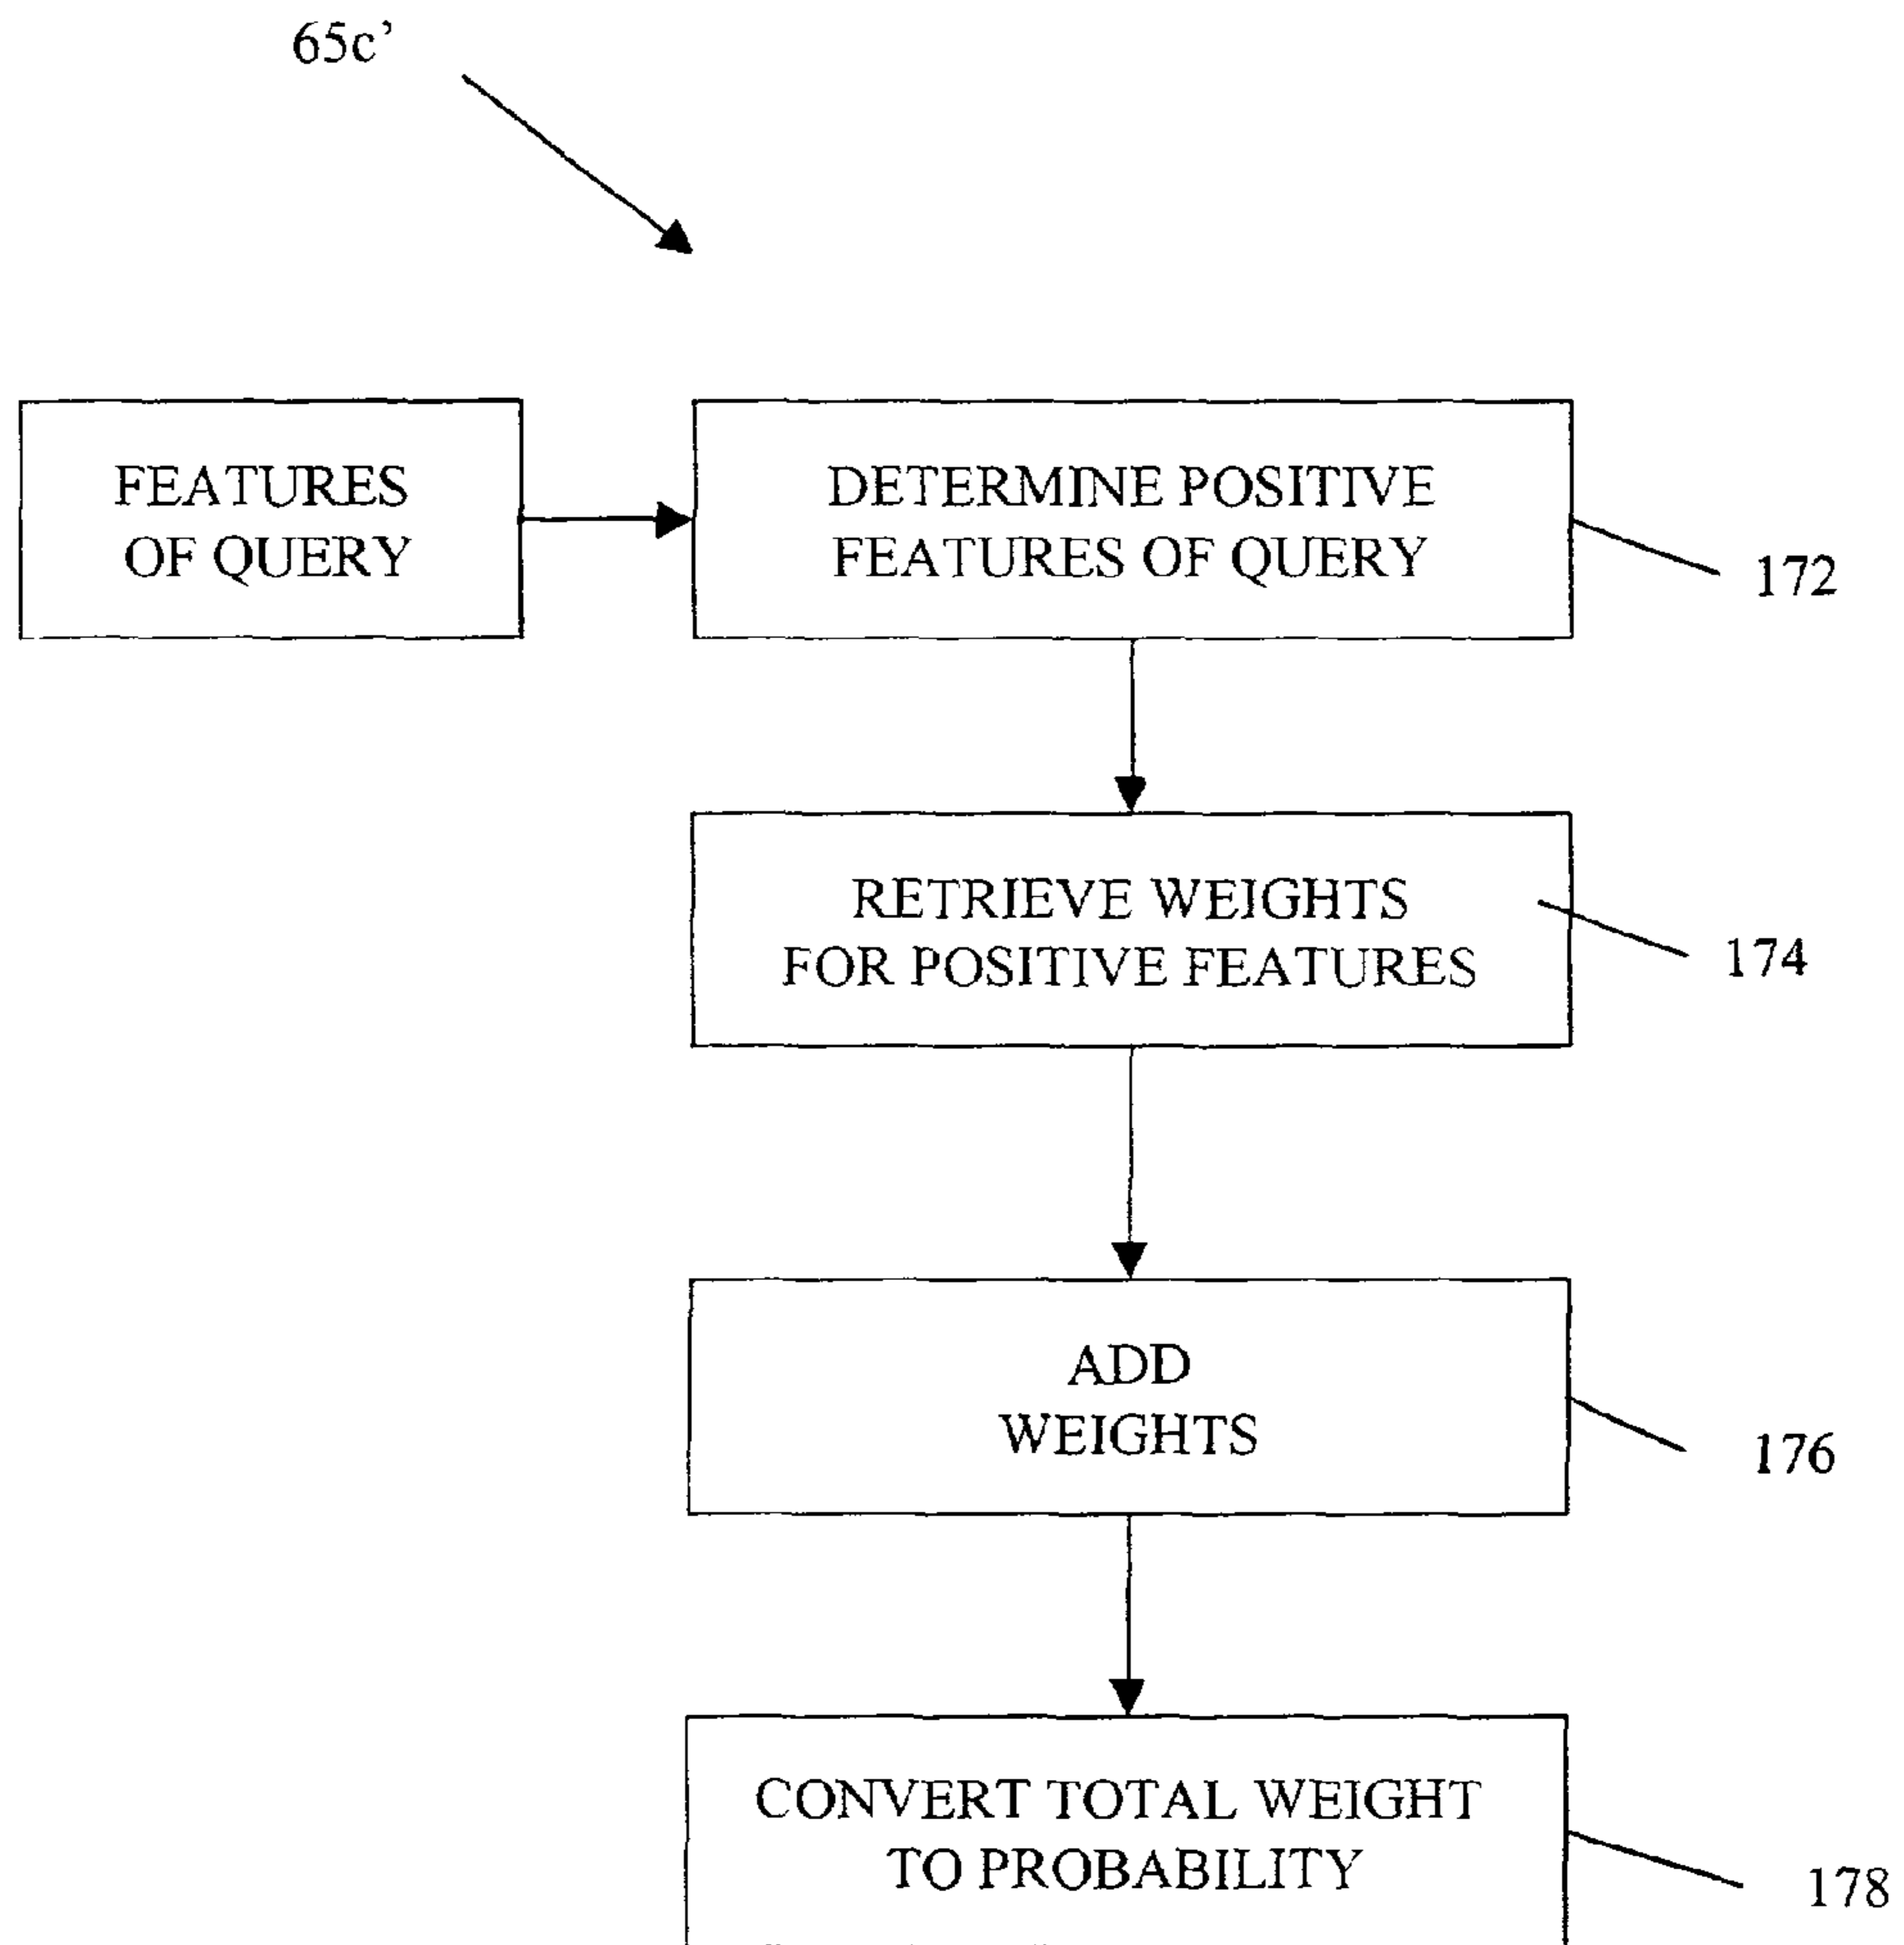 65c’
FEATURES
OF QUERY
DETERMINE POSITIVE
FEATURES OF QUERY
172
RETRIEVE WEIGHTS
FOR POSITIVE FEATURES
174
ADD
WEIGHTS
176
CONVERT TOTAL WEIGHT
TO PROBABILITY
178